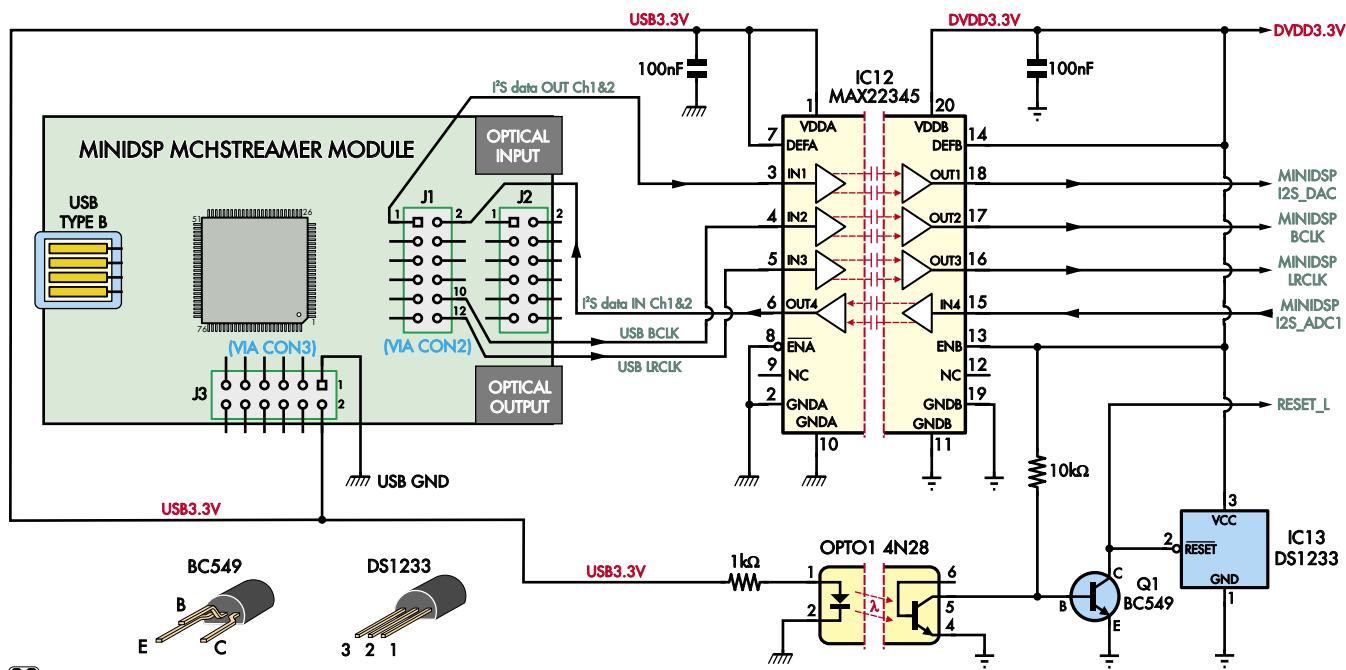 USB3.3V
DVDD3.3V
DVDD3.3V
100nF
100nF
IC12
MAX22345
I²S data OUT Ch1&2
1
20
VDDA
VDDB
7
DEFA
DEFB
14
MINIDSP MCHSTREAMER MODULE
OPTICAL
INPUT
3
IN1
OUT1
18
MINIDSP
I2S_DAC
USB
TYPE B
51
26
76
1
J1
1
2
10
12
J2
1
2
4
IN2
OUT2
17
MINIDSP
BCLK
5
IN3
OUT3
16
MINIDSP
LRCLK
I²S data IN Ch1&2
6
OUT4
IN4
15
MINIDSP
I2S_ADC1
USB BCLK
(VIA CON3)
(VIA CON2)
8
ENA
ENB
13
USB LRCLK
9
NC
NC
12
J3
1
2
OPTICAL
OUTPUT
2
GNDA
GNDB
19
RESET_L
GNDA
GNDB
10
11
USB GND
10kΩ
USB3.3V
3
VCC
2
RESET
GND
1
IC13
DS1233
OPTO1 4N28
1kΩ
USB3.3V
1
2
λ
6
5
4
B
C
E
Q1
BC549
BC549
B
E
C
DS1233
3 2 1